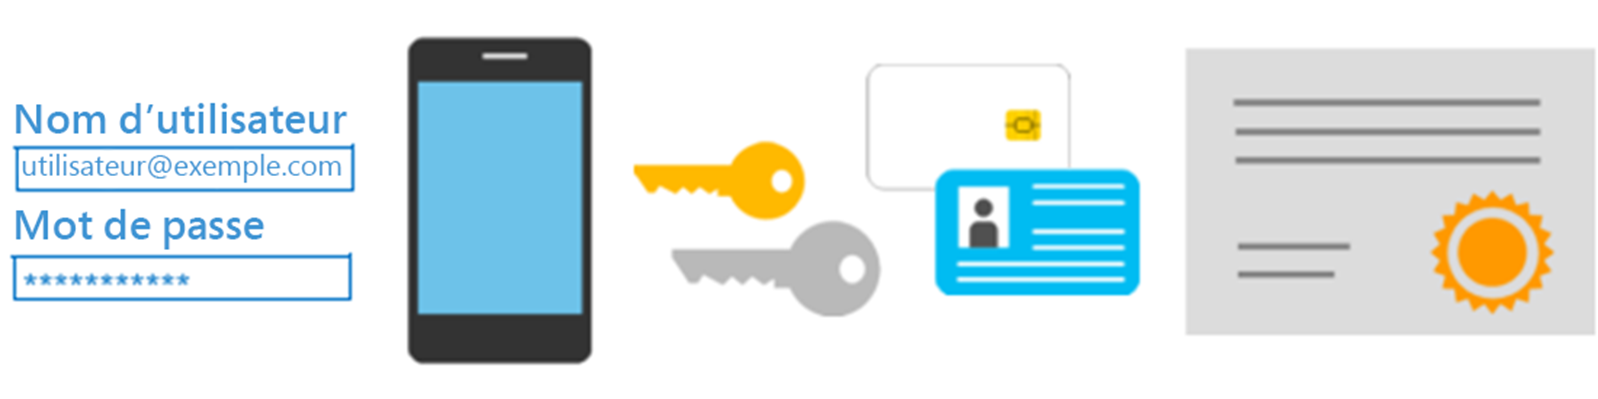 Nom d’utilisateur
utilisateur@exemple.com
Mot de passe
***********